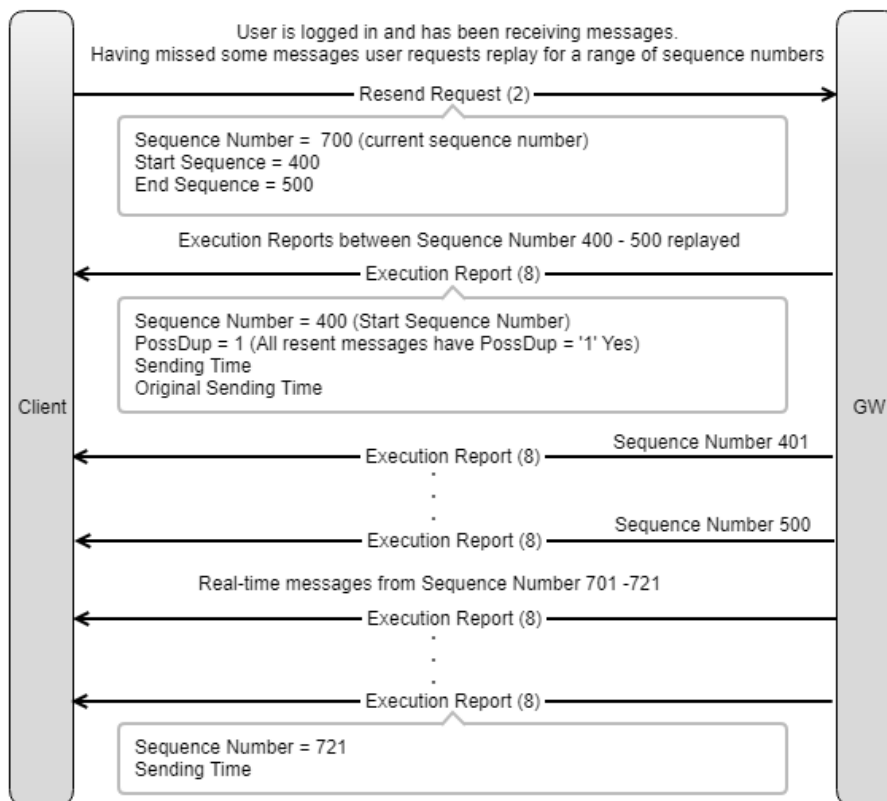 User is logged in and has been receiving messages.
Having missed some messages user requests replay for a range of sequence numbers
Resend Request (2)
Sequence Number =  700 (current sequence number)
Start Sequence = 400
End Sequence = 500
Execution Reports between Sequence Number 400 - 500 replayed
Execution Report (8)
Sequence Number = 400 (Start Sequence Number)
PossDup = 1 (All resent messages have PossDup = '1' Yes)
Sending Time
Original Sending Time
Client
GW
Sequence Number 401
Execution Report (8)
.
.
.
Sequence Number 500
Execution Report (8)
Real-time messages from Sequence Number 701 -721
Execution Report (8)
.
.
.
Execution Report (8)
Sequence Number = 721
Sending Time